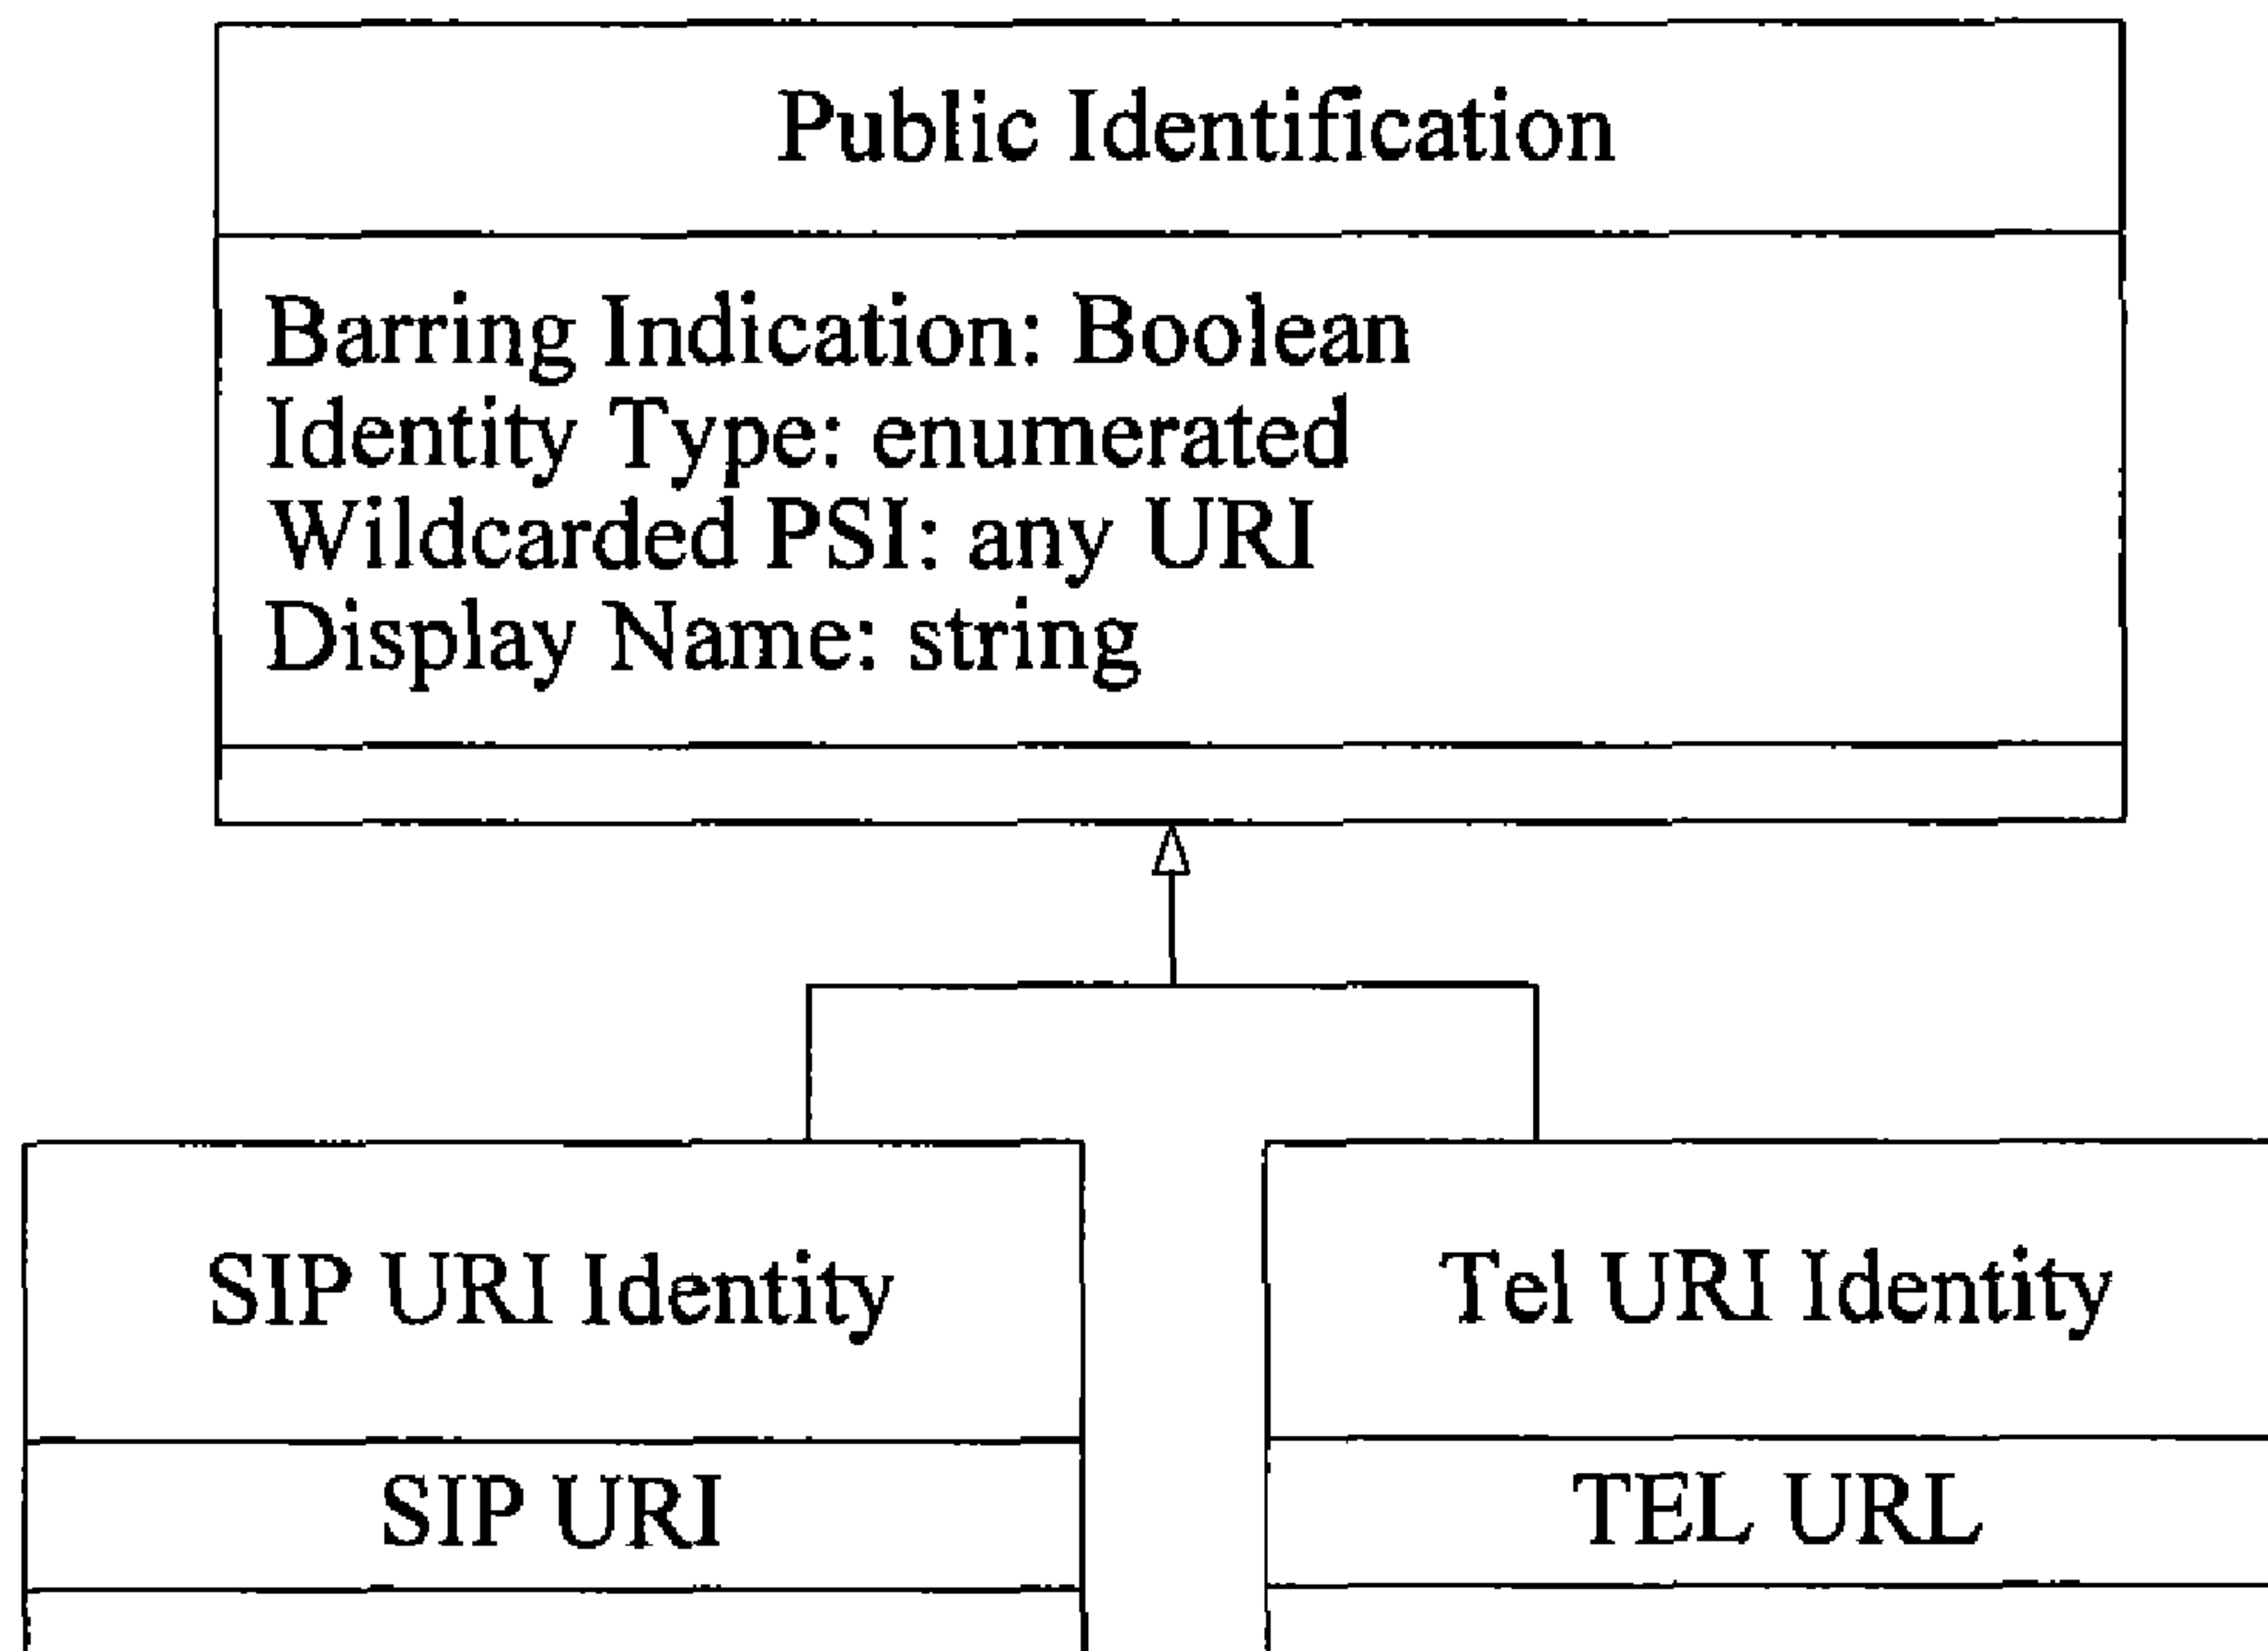 Public Identification
Barring Indication: Boolean
Identity Type: enumerated
Wildcarded PSI: any URI
Display Name: string
SIP URI Identity
Tel URI Identity
SIP URI
TEL URL